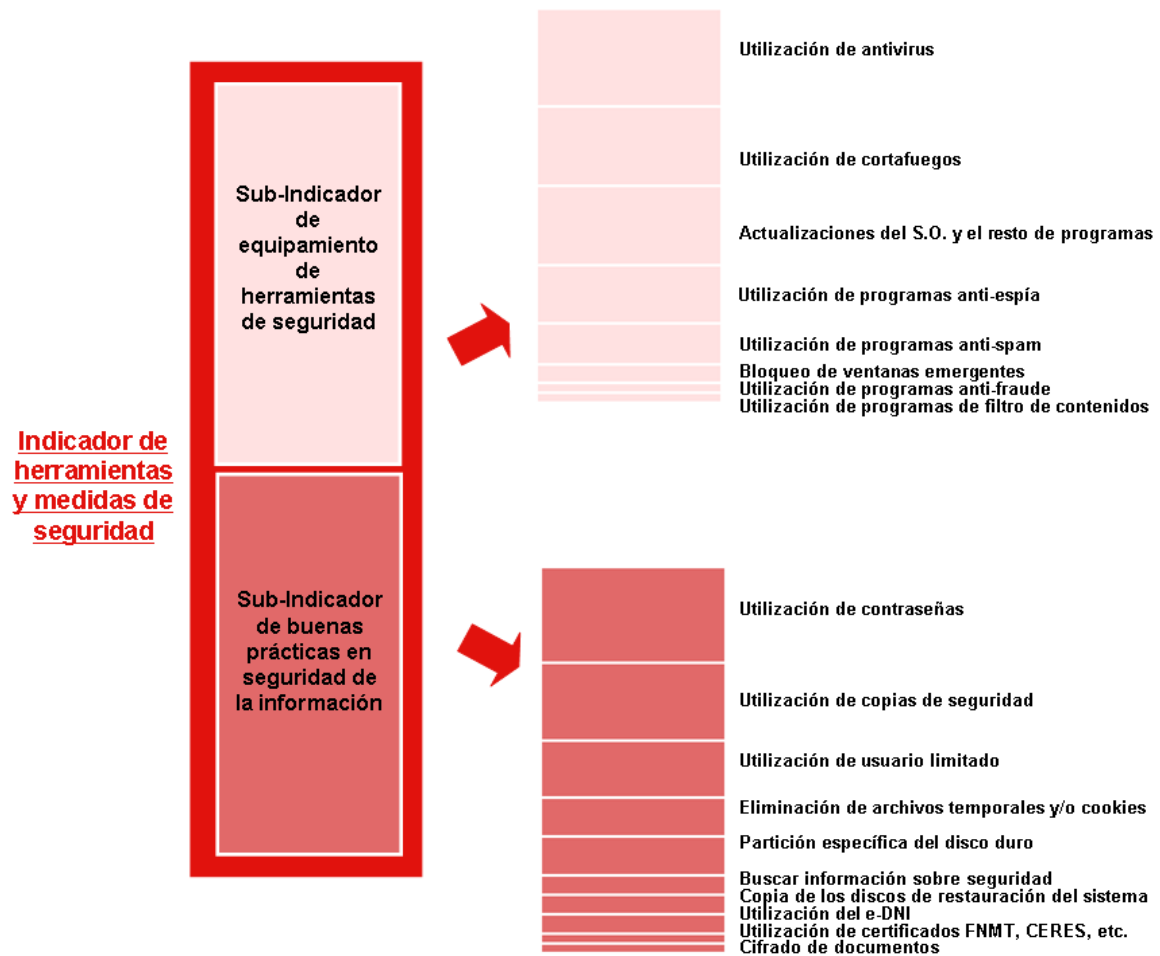 Indicador de
herramientas
y medidas de
seguridad
Sub-Indicador
de
equipamiento
de
herramientas
de seguridad
Utilización de antivirus
Utilización de cortafuegos
Actualizaciones del S.O. y el resto de programas
Utilización de programas anti-espía
Utilización de programas anti-spam
Bloqueo de ventanas emergentes
Utilización de programas anti-fraude
Utilización de programas de filtro de contenidos
Sub-Indicador
de buenas
prácticas en
seguridad de
la información
Utilización de contraseñas
Utilización de copias de seguridad
Utilización de usuario limitado
Eliminación de archivos temporales y/o cookies
Partición específica del disco duro
Buscar información sobre seguridad
Copia de los discos de restauración del sistema
Utilización del e-DNI
Utilización de certificados FNMT, CERES, etc.
Cifrado de documentos